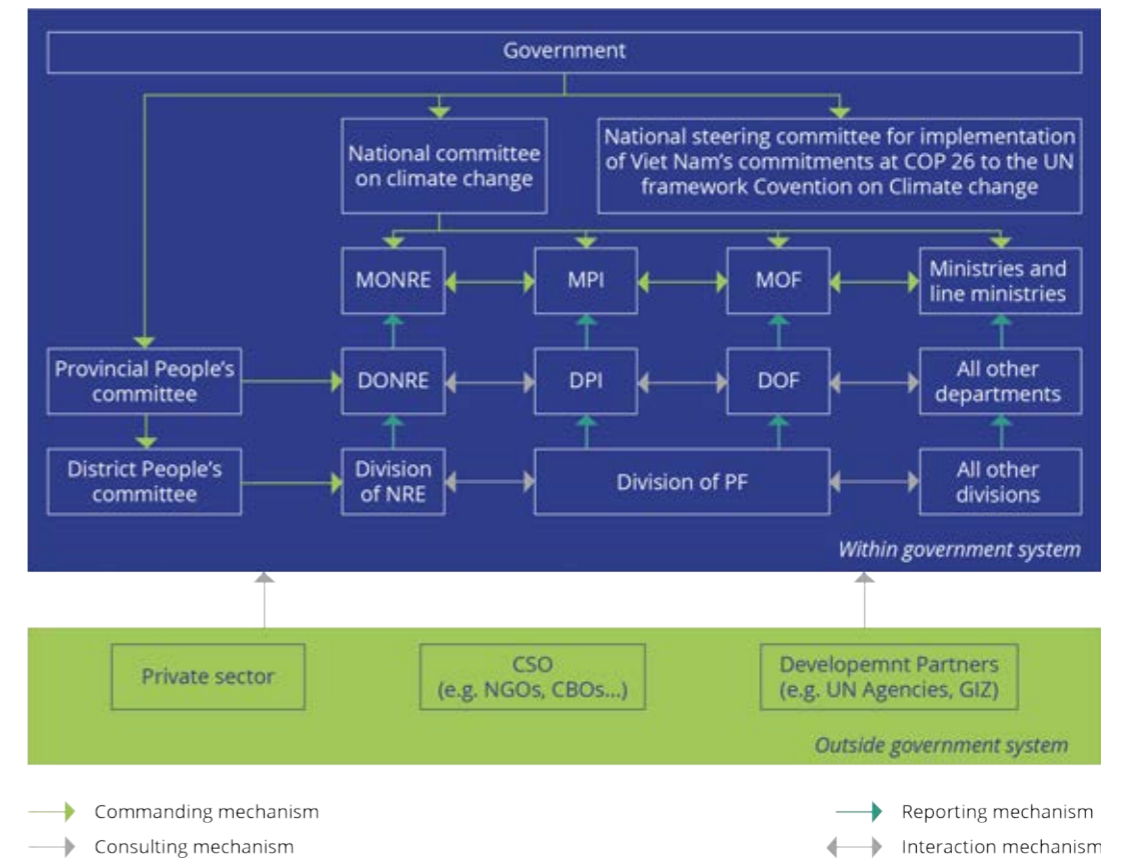 Government
National committee
on climate change
National steering committee for implementation
of Viet Nam's commitments at COP 26 to the UN
framework Covention on Climate change
MONRE
MPI
MOF
Ministries and
line ministries
Provincial People's
committee
DONRE
DPI
DOF
All other
departments
District People's
committee
Division
of NRE
Division of PF
All other
divisions
Within government system
Private sector
CSO
(e.g. NGOs, CBOs...)
Developemnt Partners
(e.g. UN Agencies, GIZ)
Outside government system
Commanding mechanism
Reporting mechanism
Consulting mechanism
Interaction mechanism